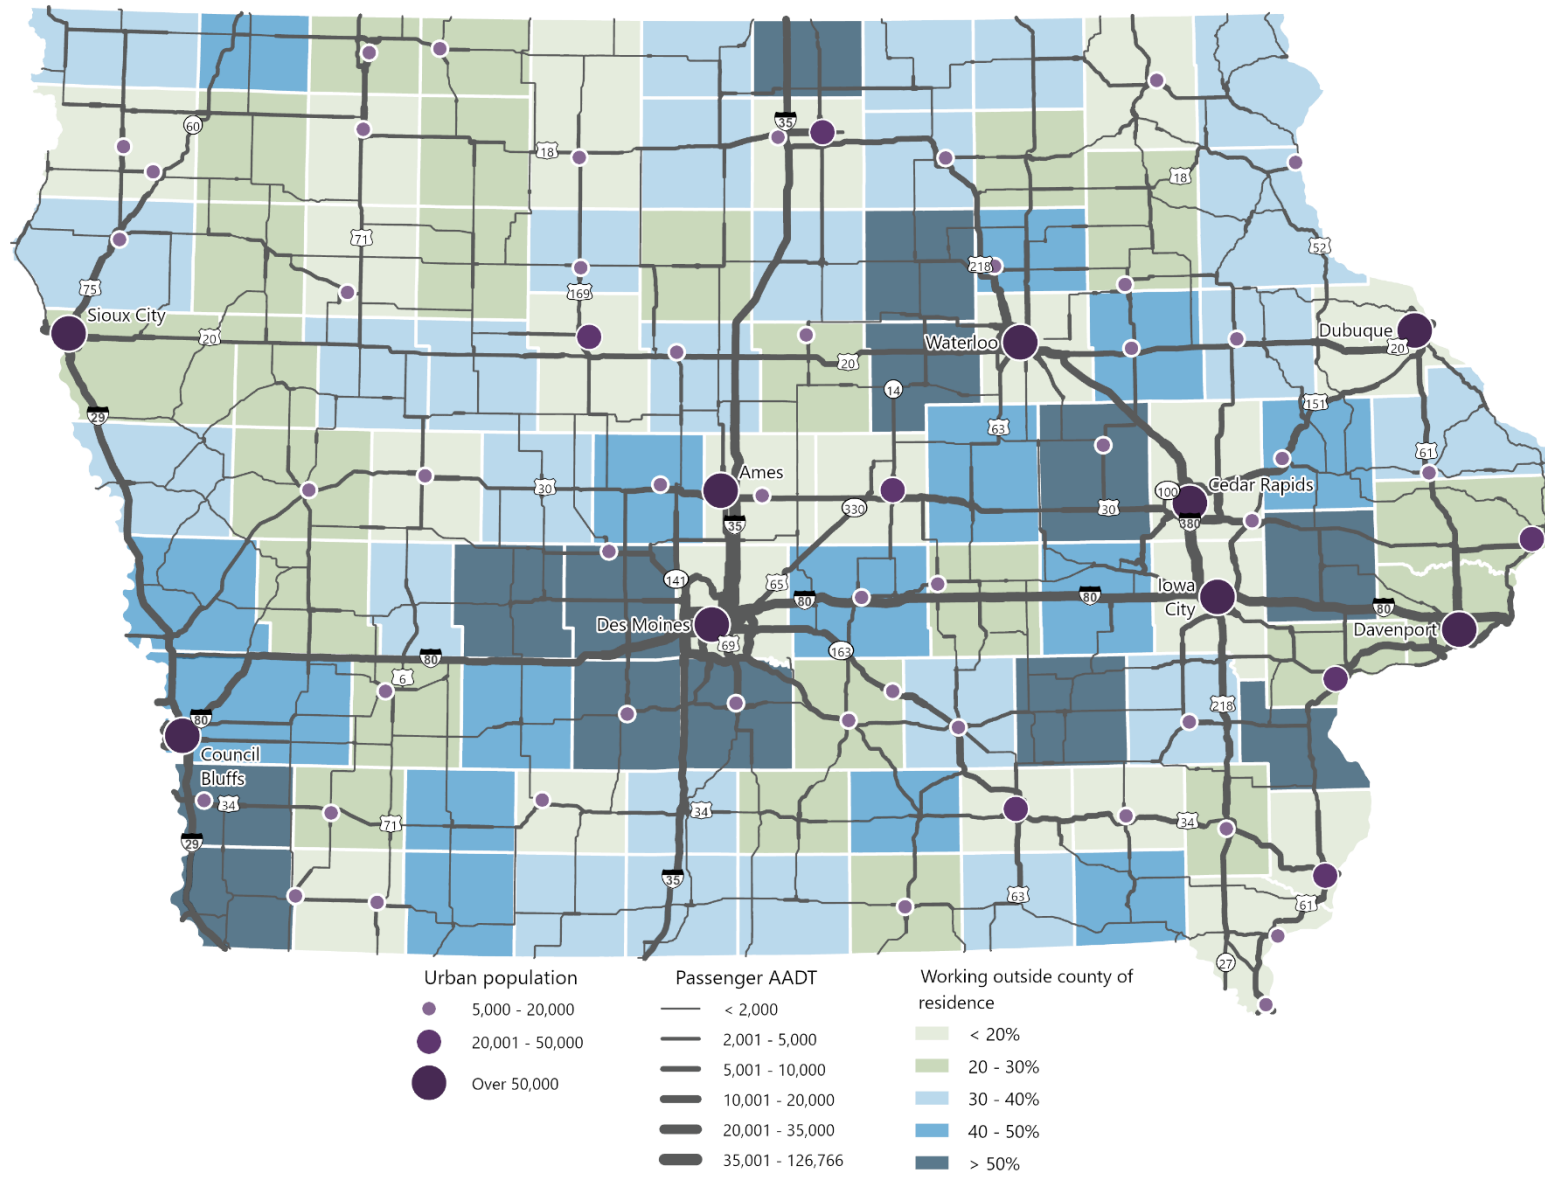 35
60
18
18
71
218
52
75
169
Sioux City
20
Waterloo
Dubuque
20
20
29
14
63
151
61
Ames
30
100
Cedar Rapids
330
30
35
380
141
65
80
80
Iowa
City
80
Des Moines
69
163
Davenport
80
6
80
218
Council
Bluffs
34
71
34
34
29
35
63
61
27
Urban population
5,000 - 20,000
20,001 - 50,000
Over 50,000
Passenger AADT
< 2,000
2,001 - 5,000
5,001 - 10,000
10,001 - 20,000
20,001 - 35,000
35,001 - 126,766
Working outside county of
residence
< 20%
20 - 30%
30 - 40%
40 - 50%
> 50%